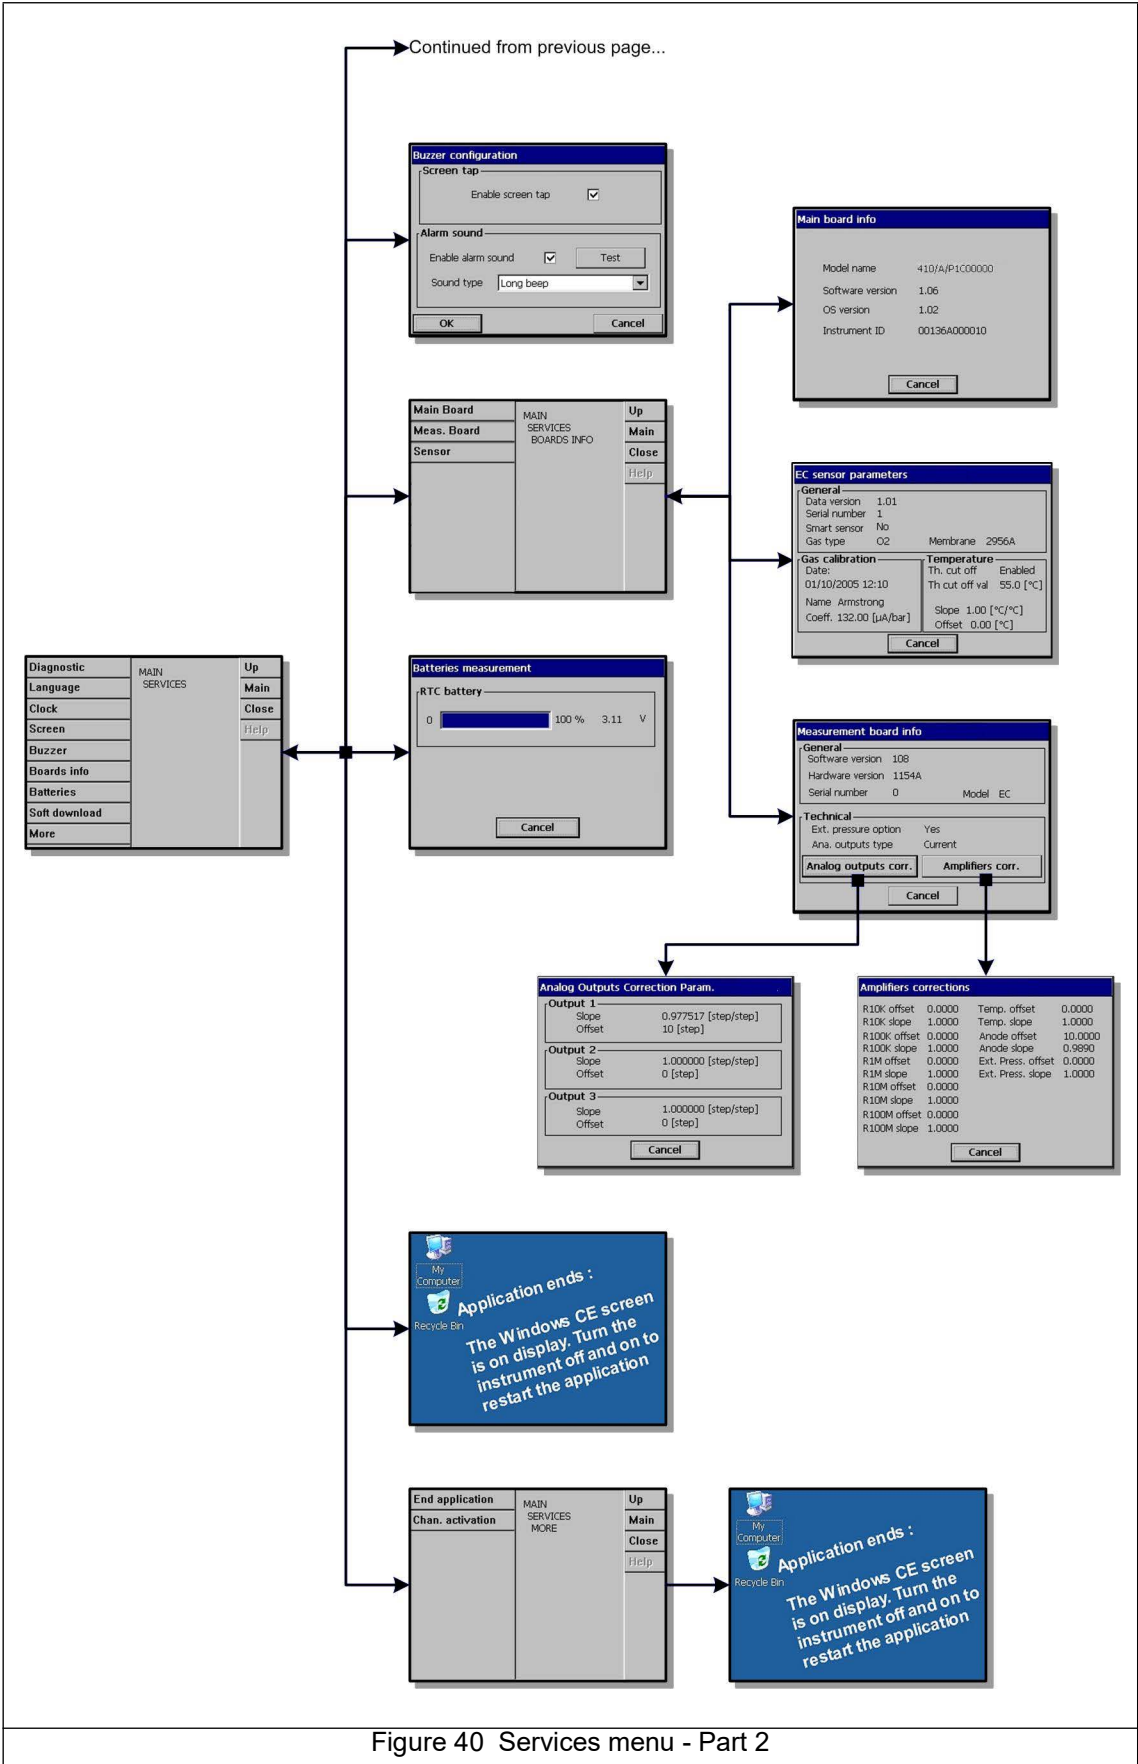 Continued from previous page...
Buzzer configuration
Screen tap
Enable screen tap
Alarm sound
Enable alarm sound
Test
Sound type
Long beep
OK
Cancel
Main board info
Model name 410/A/P1C00000
Software version 1.06
OS version 1.02
Instrument ID 00136A000010
Cancel
Main Board
Meas. Board
Sensor
MAIN
SERVICES
BOARDS INFO
Up
Main
Close
Help
EC sensor parameters
General
Data version 1.01
Serial number 1
Smart sensor No
Gas type O2 Membrane 2956A
Gas calibration
Date:
01/10/2005 12:10
Name Armstrong
Coeff. 132.00 [µA/bar]
Temperature
Th. cut off Enabled
Th cut off val 55.0 [°C]
Slope 1.00 [°C/°C]
Offset 0.00 [°C]
Cancel
Diagnostic
Language
Clock
Screen
Buzzer
Boards info
Batteries
Soft download
More
MAIN
SERVICES
Up
Main
Close
Help
Batteries measurement
RTC battery
0 100 % 3.11 V
Cancel
Measurement board info
General
Software version 108
Hardware version 1154A
Serial number 0 Model EC
Technical
Ext. pressure option Yes
Ana. outputs type Current
Analog outputs corr.
Amplifiers corr.
Cancel
Analog Outputs Correction Param.
Output 1
Slope 0.977517 [step/step]
Offset 10 [step]
Output 2
Slope 1.000000 [step/step]
Offset 0 [step]
Output 3
Slope 1.000000 [step/step]
Offset 0 [step]
Cancel
Amplifiers corrections
R10K offset 0.0000 Temp. offset 0.0000
R10K slope 1.0000 Temp. slope 1.0000
R100K offset 0.0000 Anode offset 10.0000
R100K slope 1.0000 Anode slope 0.9890
R1M offset 0.0000 Ext. Press. offset 0.0000
R1M slope 1.0000 Ext. Press. slope 1.0000
R10M offset 0.0000
R10M slope 1.0000
R100M offset 0.0000
R100M slope 1.0000
Cancel
My
Computer
Recycle Bin
Application ends :
The Windows CE screen
is on display. Turn the
instrument off and on to
restart the application
End application
Chan. activation
MAIN
SERVICES
MORE
Up
Main
Close
Help
My
Computer
Recycle Bin
Application ends :
The Windows CE screen
is on display. Turn the
instrument off and on to
restart the application
Figure 40 Services menu - Part 2